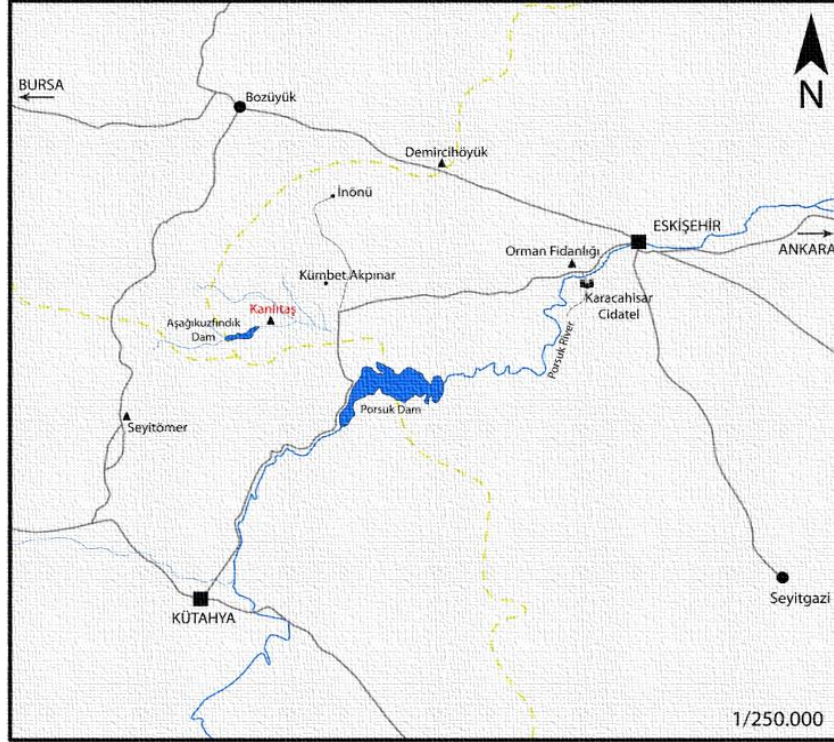 BURSA
Bozüyük
N
Demircihöyük
İnönü
ESKİŞEHİR
ANKARA
Orman Fidanlığı
Kümbet Akpınar
Karacahisar
Cidatel
Kanlıtaş
Aşağıkuzfındık
Dam
Porsuk River
Porsuk Dam
Seyitömer
Seyitgazi
KÜTAHYA
1/250.000